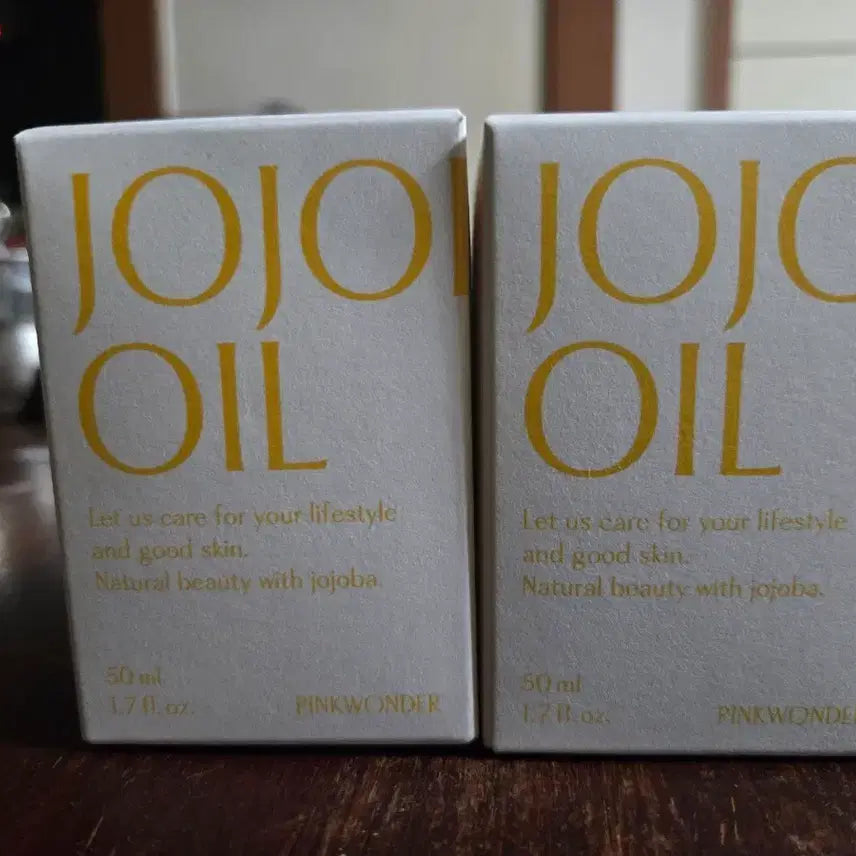 JOJO
OIL
Let us care for your lifestyle
and good skin.
Natural beauty with jojoba.
50 ml
1.7 fl. oz.
PINKWONDER
JOJO
OIL
Let us care for your lifestyle
and good skin.
Natural beauty with jojoba.
50 ml
1.7 fl. oz.
PINKWONDE